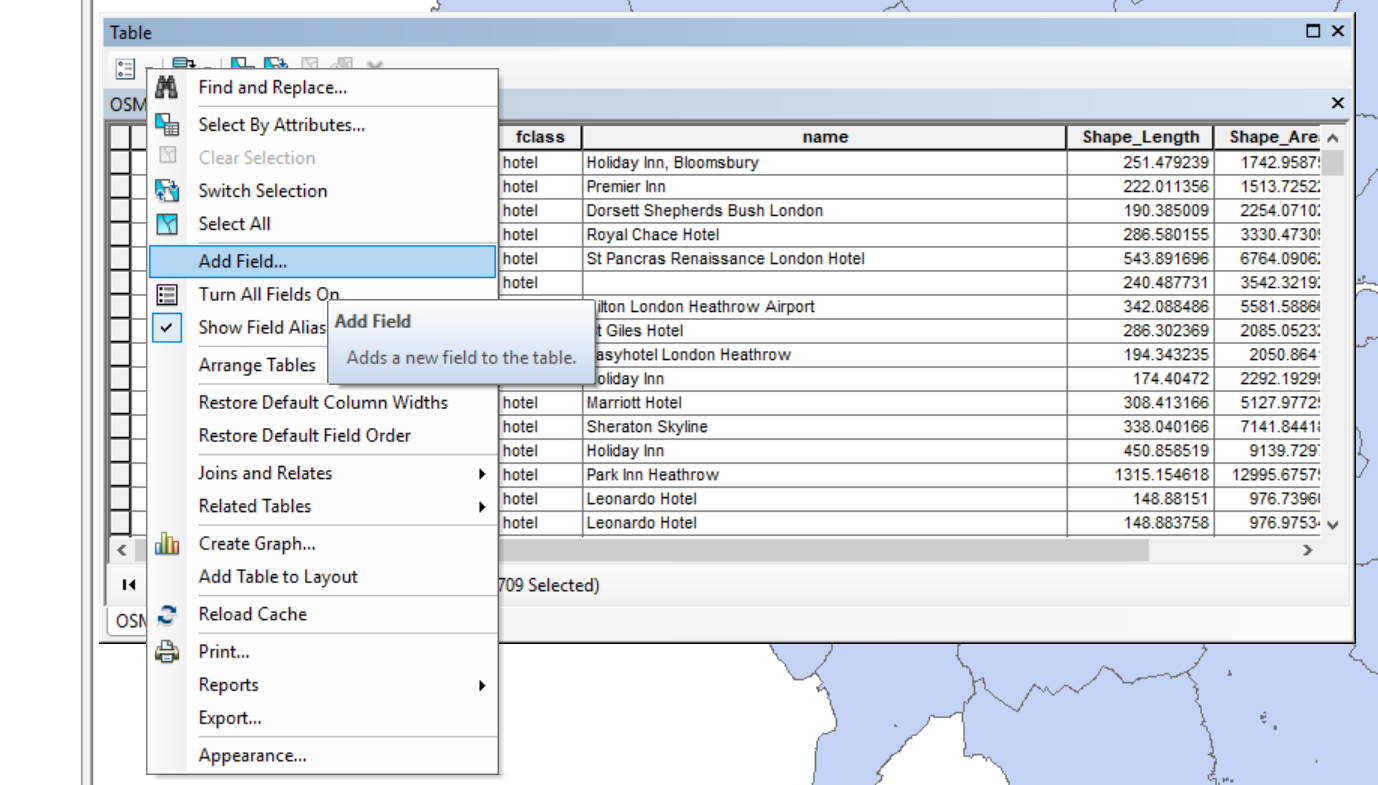 Table
OSM
Find and Replace...
Select By Attributes...
Clear Selection
Switch Selection
Select All
Add Field...
Turn All Fields On
Show Field Alias
Arrange Tables
Restore Default Column Widths
Restore Default Field Order
Joins and Relates
Related Tables
Create Graph...
Add Table to Layout
Reload Cache
Print...
Reports
Export...
Appearance...
Add Field
Adds a new field to the table.
fclass name Shape_Length Shape_Are
hotel Holiday Inn, Bloomsbury 251.479239 1742.9587
hotel Premier Inn 222.011356 1513.7252
hotel Dorsett Shepherds Bush London 190.385009 2254.0710
hotel Royal Chace Hotel 286.580155 3330.4730
hotel St Pancras Renaissance London Hotel 543.891696 6764.0906
hotel 240.487731 3542.3219
ilton London Heathrow Airport 342.088486 5581.5886
t Giles Hotel 286.302369 2085.0523
asyhotel London Heathrow 194.343235 2050.864
oliday Inn 174.40472 2292.1929
hotel Marriott Hotel 308.413166 5127.9772
hotel Sheraton Skyline 338.040166 7141.8441
hotel Holiday Inn 450.858519 9139.729
hotel Park Inn Heathrow 1315.154618 12995.6757
hotel Leonardo Hotel 148.88151 976.7396
hotel Leonardo Hotel 148.883758 976.9753
709 Selected)
OSM